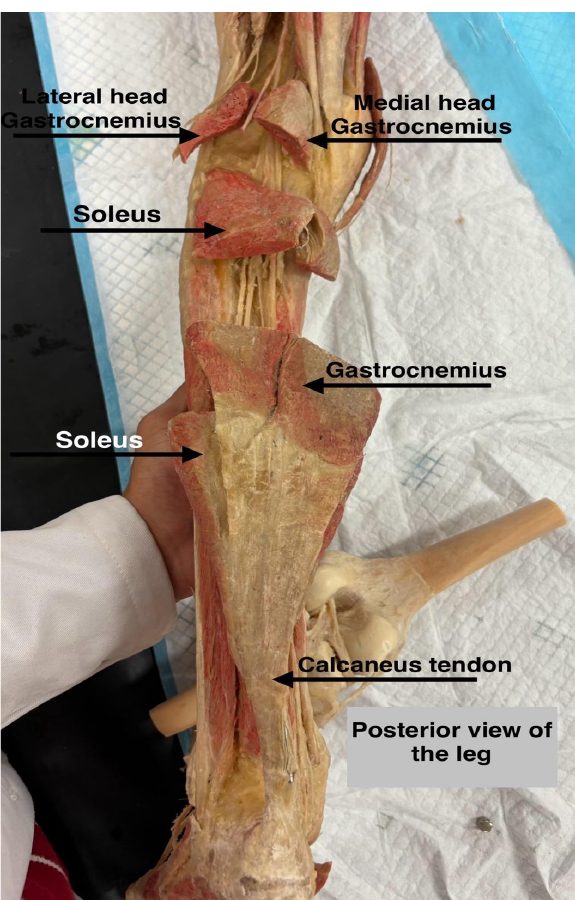 Lateral head
Gastrocnemius
Medial head
Gastrocnemius
Soleus
Gastrocnemius
Soleus
Calcaneus tendon
Posterior view of
the leg